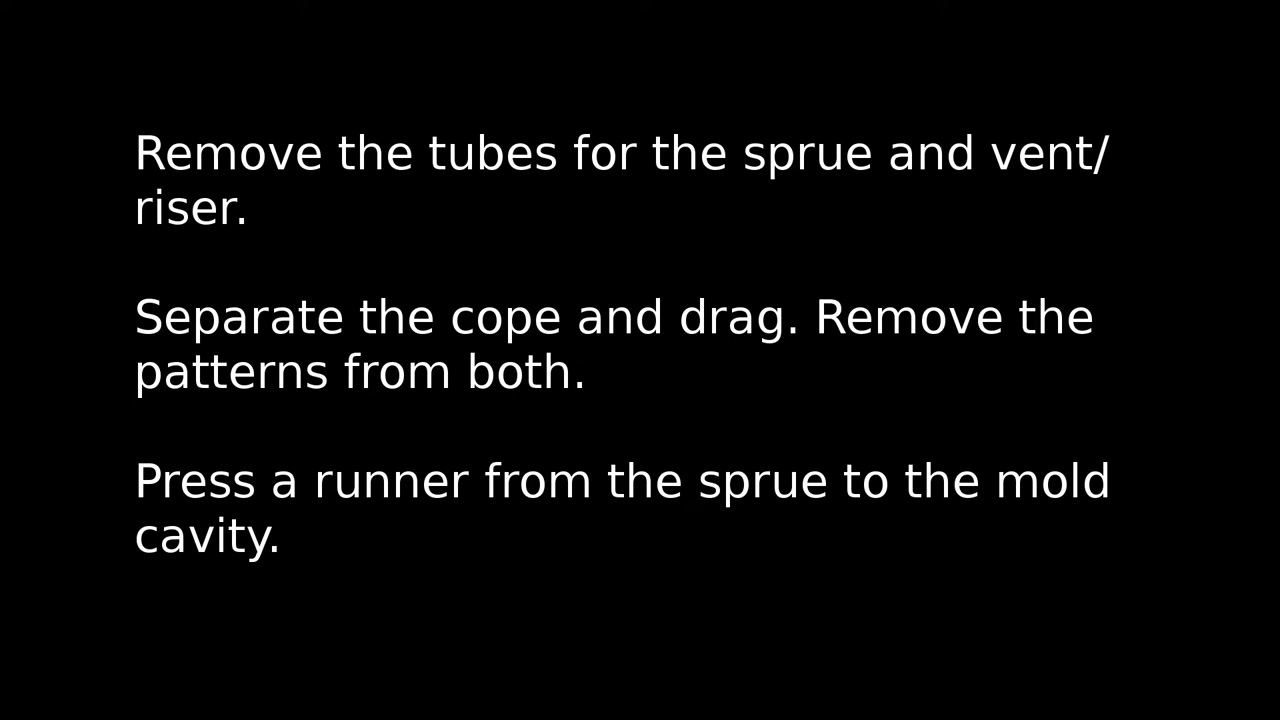 Remove the tubes for the sprue and vent/
riser.
Separate the cope and drag. Remove the
patterns from both.
Press a runner from the sprue to the mold
cavity.